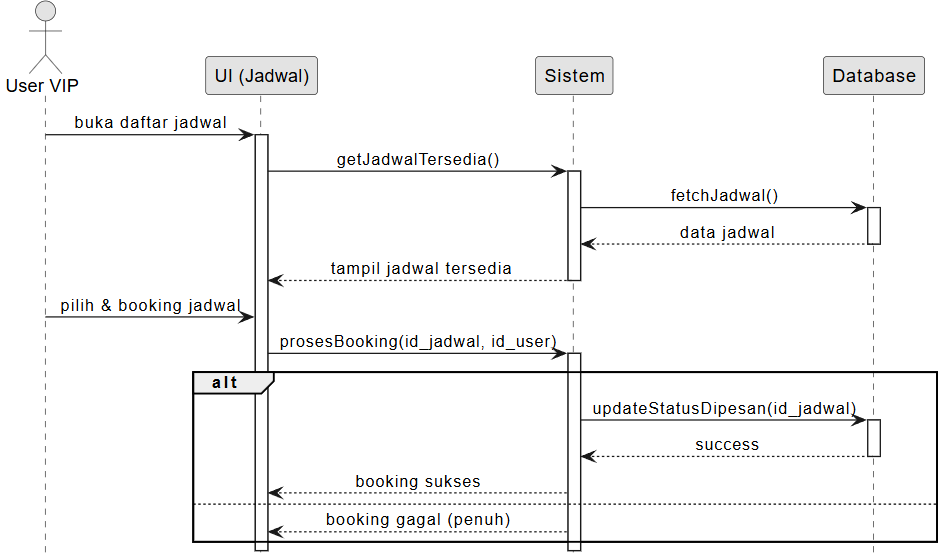 User VIP
UI (Jadwal)
Sistem
Database
buka daftar jadwal
getJadwalTersedia()
fetchJadwal()
data jadwal
tampil jadwal tersedia
pilih & booking jadwal
prosesBooking(id_jadwal, id_user)
alt
updateStatusDipesan(id_jadwal)
success
booking sukses
booking gagal (penuh)